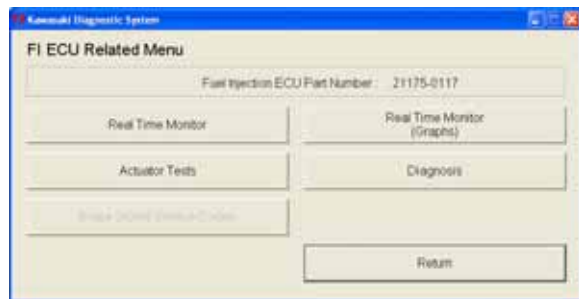 Kawasaki Diagnostic System
FI ECU Related Menu
Fuel Injection ECU Part Number : 21175-0117
Real Time Monitor
Real Time Monitor
(Graphs)
Actuator Tests
Diagnosis
Return